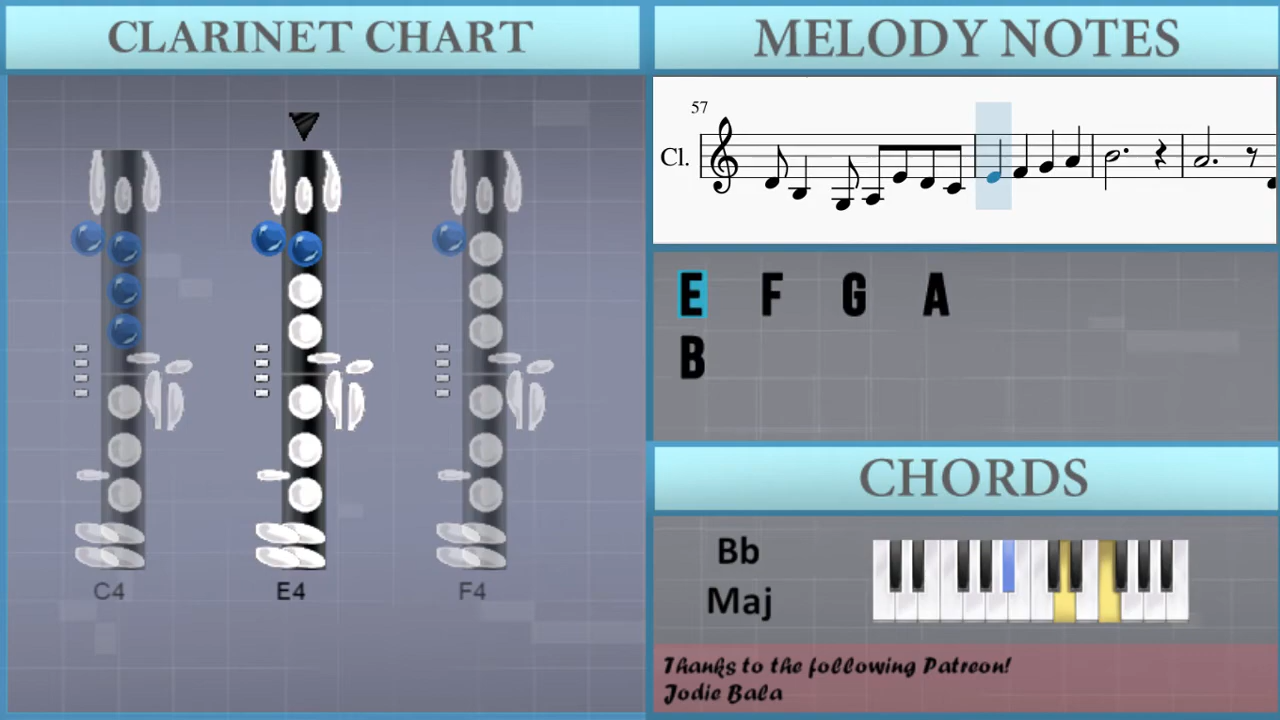 CLARINET CHART
C4
E4
F4
MELODY NOTES
57
Cl.
E F G A
B
CHORDS
Bb
Maj
Thanks to the following Patreon!
Jodie Bala